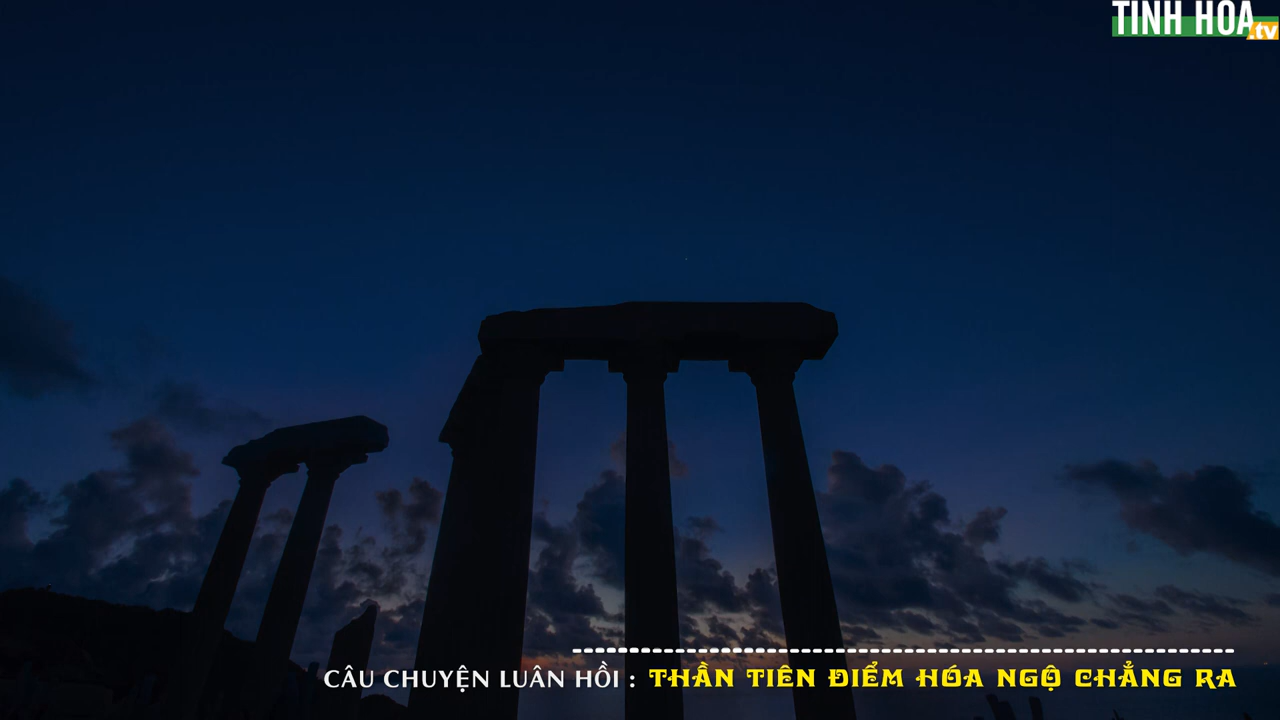 TINH HOA
.tv
CÂU CHUYỆN LUÂN HỒI : THẦN TIÊN ĐIỂM HÓA NGỘ CHẲNG RA